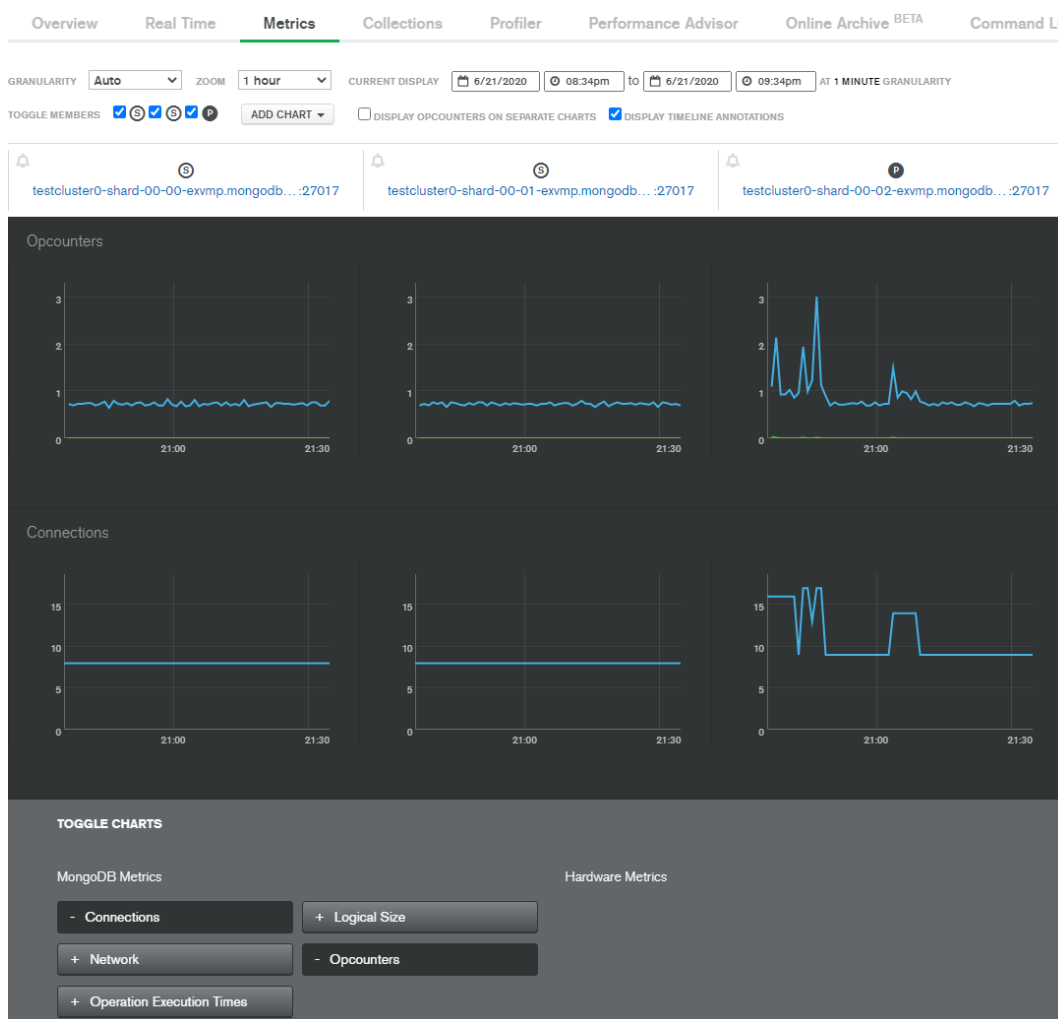 Overview Real Time Metrics Collections Profiler Performance Advisor Online Archive BETA Command
GRANULARITY Auto ZOOM 1 hour CURRENT DISPLAY 6/21/2020 08:34pm to 6/21/2020 09:34pm AT 1 MINUTE GRANULARITY
TOGGLE MEMBERS S S P ADD CHART DISPLAY OPCOUNTERS ON SEPARATE CHARTS DISPLAY TIMELINE ANNOTATIONS
S S P
testcluster0-shard-00-00-exvmp.mongodb...:27017 testcluster0-shard-00-01-exvmp.mongodb...:27017 testcluster0-shard-00-02-exvmp.mongodb...:27017
Opcounters
3 3 3
2 2 2
1 1 1
0 0 0
21:00 21:30 21:00 21:30 21:00 21:30
Connections
15 15 15
10 10 10
5 5 5
0 0 0
21:00 21:30 21:00 21:30 21:00 21:30
TOGGLE CHARTS
MongoDB Metrics Hardware Metrics
- Connections + Logical Size
+ Network - Opcounters
+ Operation Execution Times